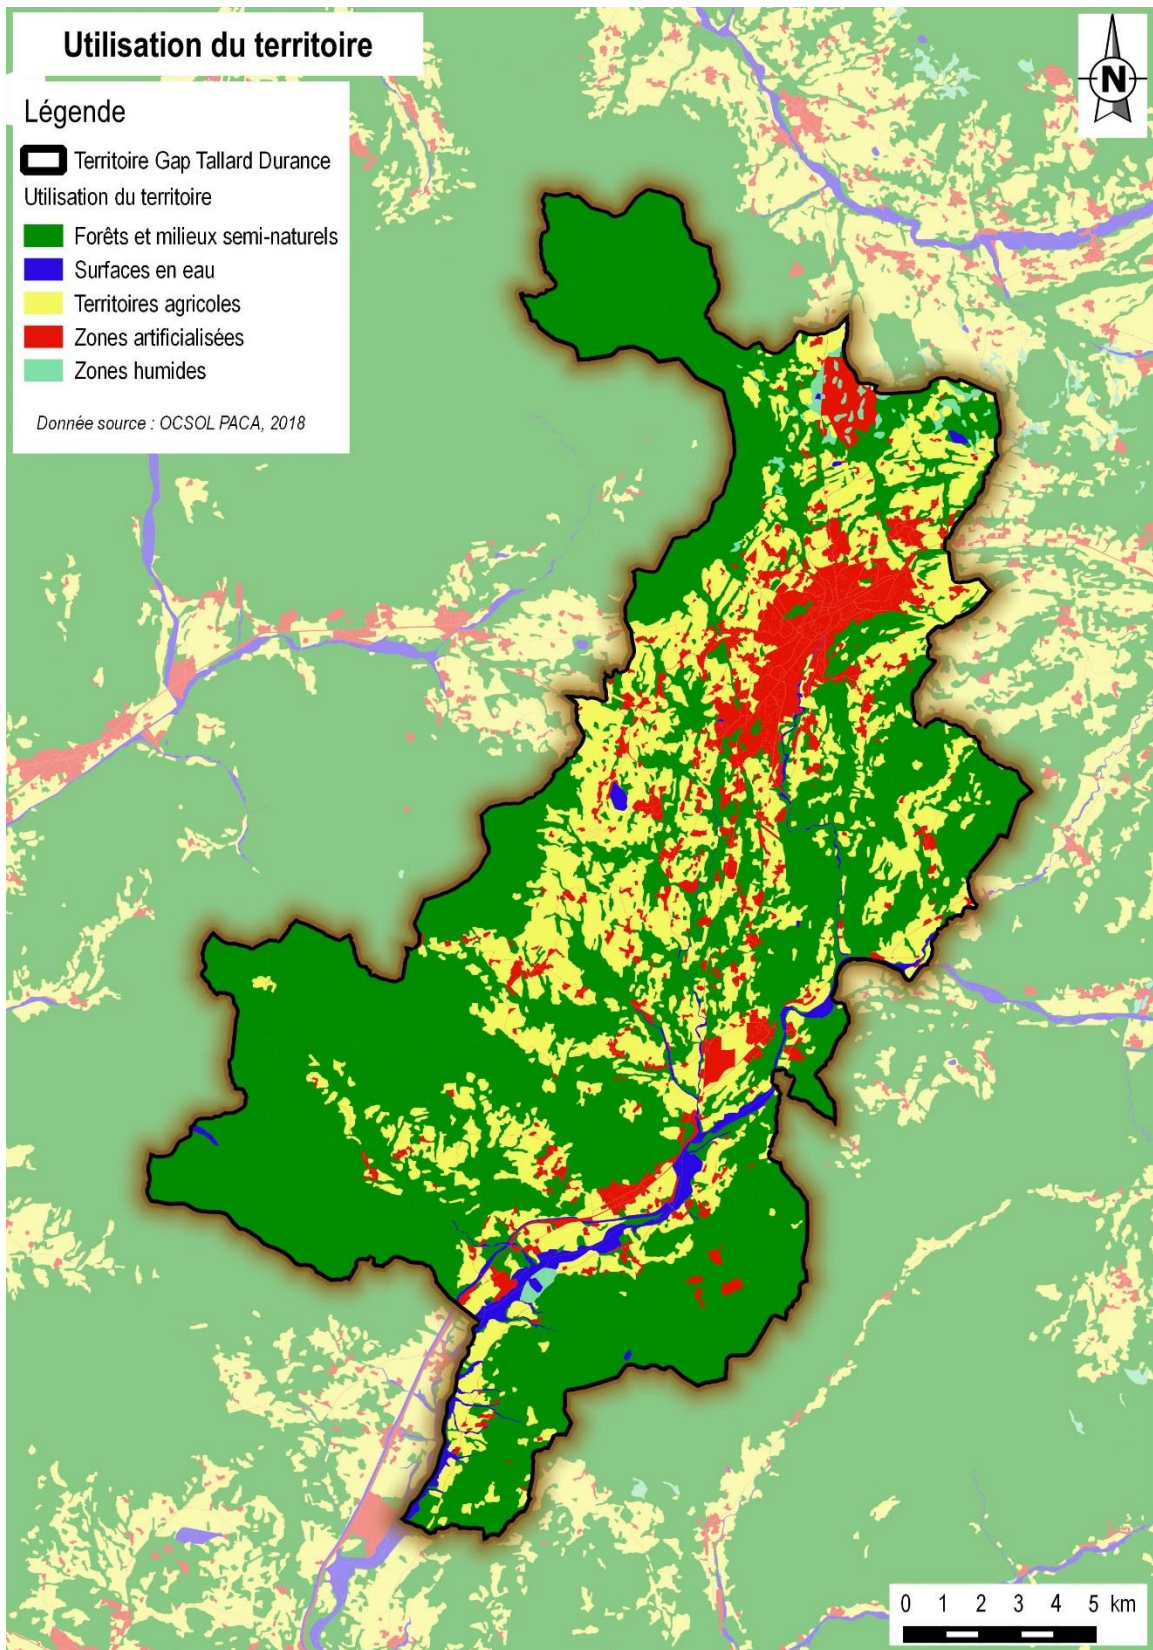 Utilisation du territoire
N
Légende
Territoire Gap Tallard Durance
Utilisation du territoire
Forêts et milieux semi-naturels
Surfaces en eau
Territoires agricoles
Zones artificialisées
Zones humides
Donnée source : OCSOL PACA, 2018
0 1 2 3 4 5 km